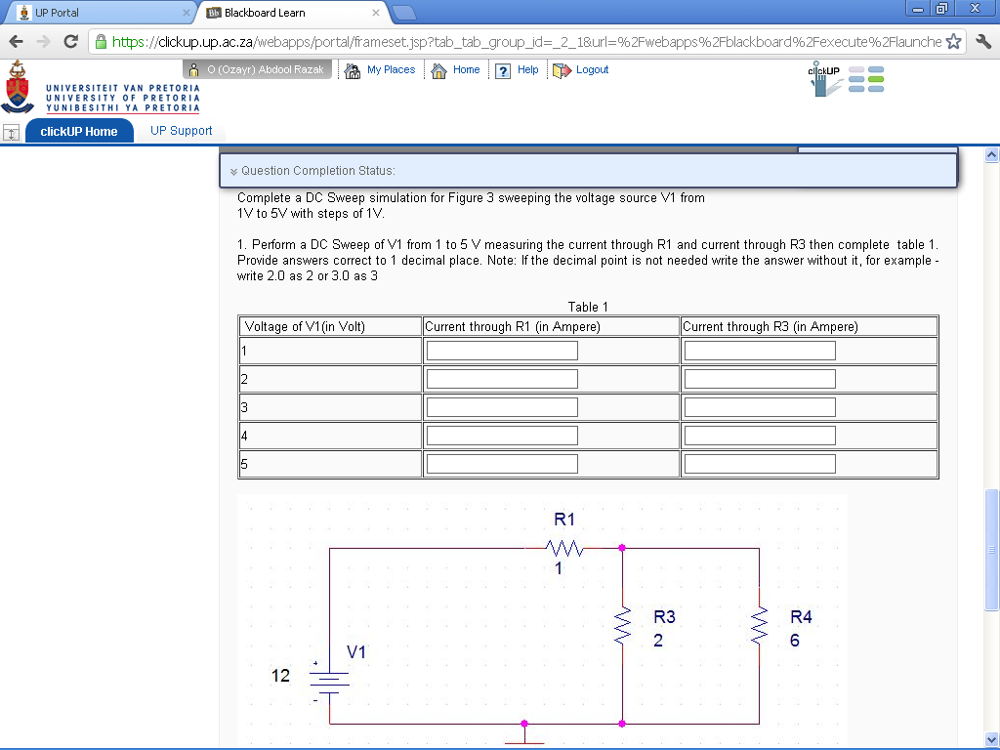 UP Portal
Blackboard Learn
https://clickup.up.ac.za/webapps/portal/frameset.jsp?tab_tab_group_id=_2_1&url=%2Fwebapps%2Fblackboard%2Fexecute%2Flaunche
O (Ozayr) Abdool Razak
My Places
Home
Help
Logout
clickUP
UNIVERSITEIT VAN PRETORIA
UNIVERSITY OF PRETORIA
YUNIBESITHI YA PRETORIA
clickUP Home
UP Support
Question Completion Status:
Complete a DC Sweep simulation for Figure 3 sweeping the voltage source V1 from
1V to 5V with steps of 1V.
1. Perform a DC Sweep of V1 from 1 to 5 V measuring the current through R1 and current through R3 then complete table 1.
Provide answers correct to 1 decimal place. Note: If the decimal point is not needed write the answer without it, for example -
write 2.0 as 2 or 3.0 as 3
Table 1
Voltage of V1(in Volt)
Current through R1 (in Ampere)
Current through R3 (in Ampere)
1
2
3
4
5
R1
1
R3
2
R4
6
V1
12
+
-